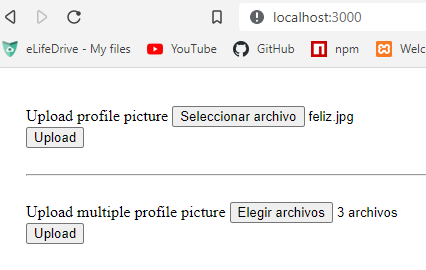 localhost:3000
eLifeDrive - My files YouTube GitHub npm Welc
Upload profile picture Seleccionar archivo feliz.jpg
Upload
Upload multiple profile picture Elegir archivos 3 archivos
Upload